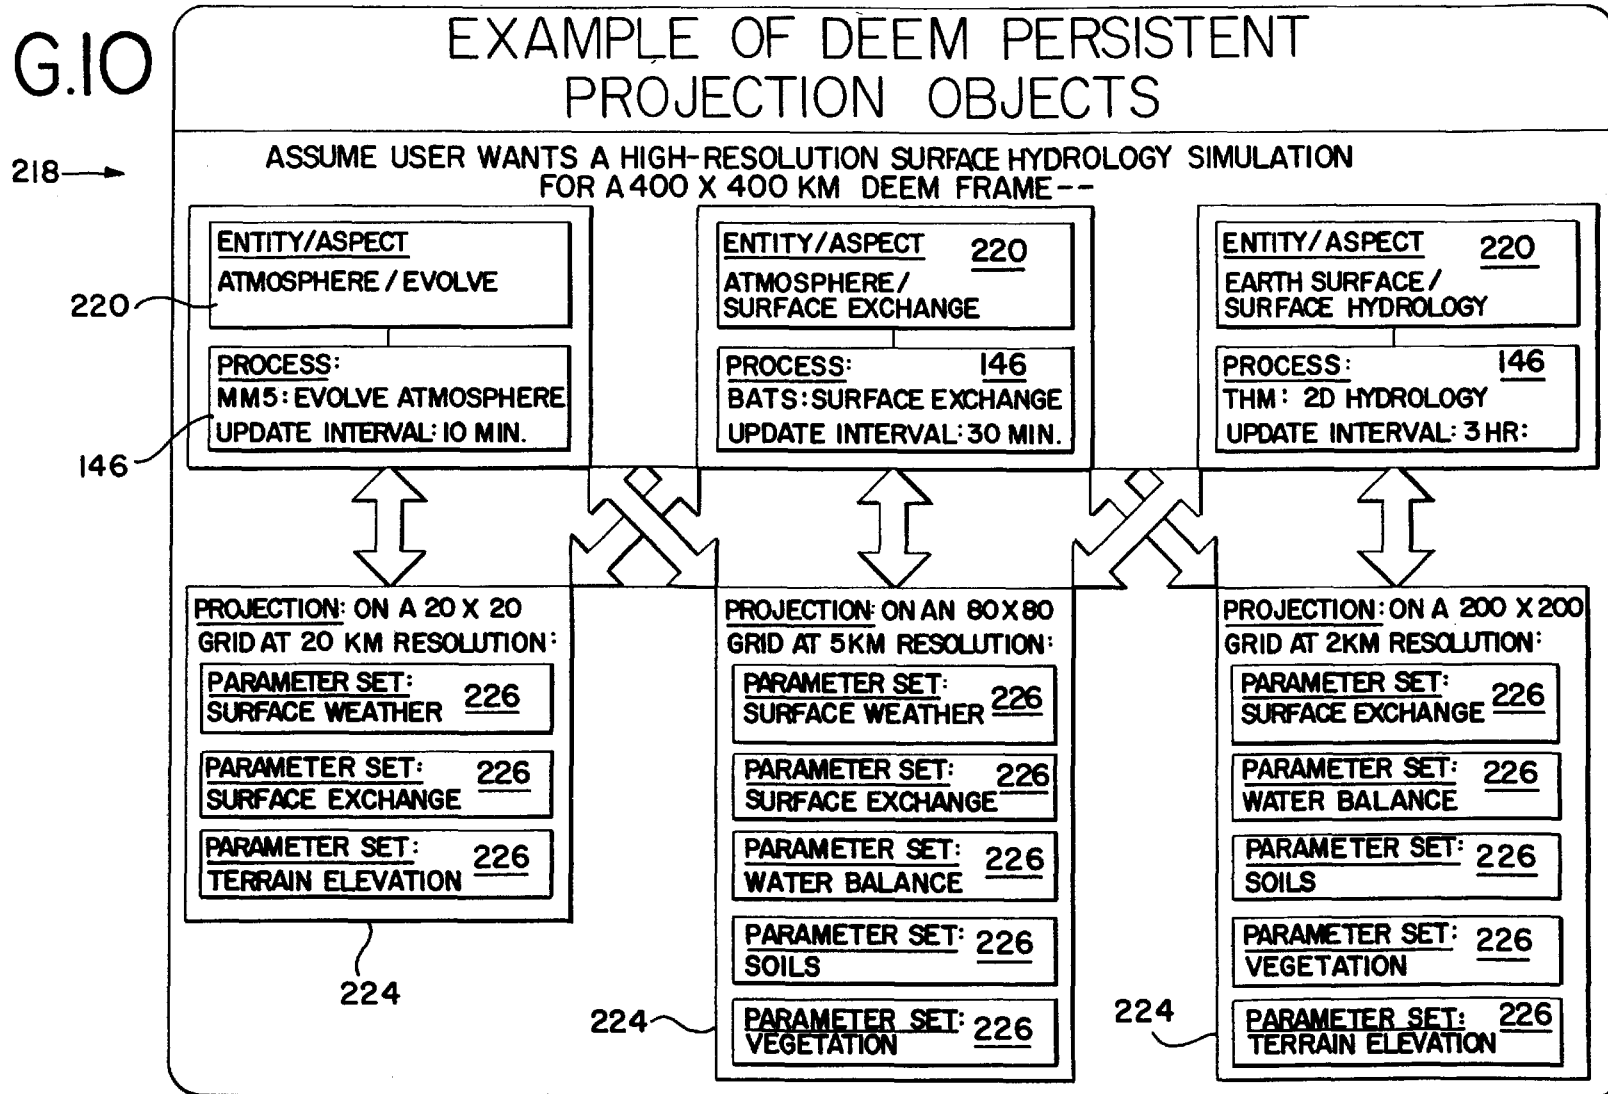 G.10
EXAMPLE OF DEEM PERSISTENT
PROJECTION OBJECTS
218
ASSUME USER WANTS A HIGH-RESOLUTION SURFACE HYDROLOGY SIMULATION
FOR A 400 X 400 KM DEEM FRAME--
ENTITY/ASPECT
ATMOSPHERE / EVOLVE
220
PROCESS:
MM5: EVOLVE ATMOSPHERE
UPDATE INTERVAL: 10 MIN.
146
ENTITY/ASPECT 220
ATMOSPHERE/
SURFACE EXCHANGE
PROCESS: 146
BATS: SURFACE EXCHANGE
UPDATE INTERVAL: 30 MIN.
ENTITY/ASPECT 220
EARTH SURFACE /
SURFACE HYDROLOGY
PROCESS: 146
THM: 2D HYDROLOGY
UPDATE INTERVAL: 3 HR:
PROJECTION: ON A 20 X 20
GRID AT 20 KM RESOLUTION:
PARAMETER SET: 226
SURFACE WEATHER
PARAMETER SET: 226
SURFACE EXCHANGE
PARAMETER SET: 226
TERRAIN ELEVATION
224
PROJECTION: ON AN 80 X 80
GRID AT 5KM RESOLUTION:
PARAMETER SET: 226
SURFACE WEATHER
PARAMETER SET: 226
SURFACE EXCHANGE
PARAMETER SET: 226
WATER BALANCE
PARAMETER SET: 226
SOILS
PARAMETER SET: 226
VEGETATION
224
PROJECTION: ON A 200 X 200
GRID AT 2KM RESOLUTION:
PARAMETER SET: 226
SURFACE EXCHANGE
PARAMETER SET: 226
WATER BALANCE
PARAMETER SET: 226
SOILS
PARAMETER SET: 226
VEGETATION
PARAMETER SET: 226
TERRAIN ELEVATION
224